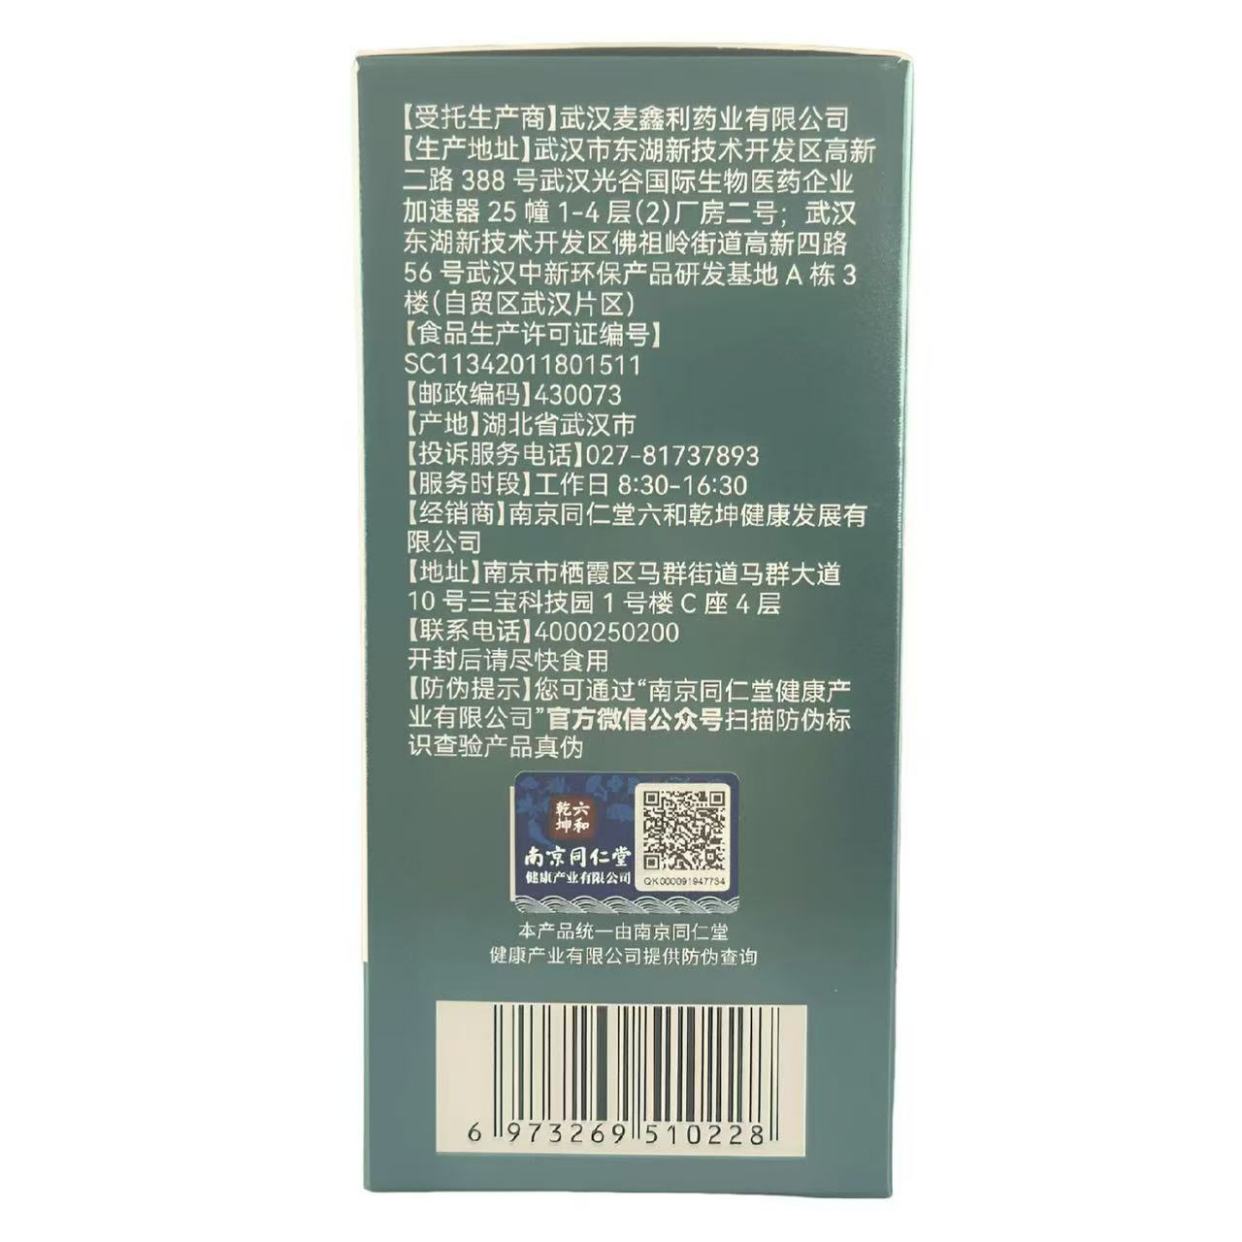 【受托生产商】武汉麦鑫利药业有限公司
【生产地址】武汉市东湖新技术开发区高新
二路 388 号武汉光谷国际生物医药企业
加速器 25 幢 1-4 层(2)厂房二号；武汉
东湖新技术开发区佛祖岭街道高新四路
56 号武汉中新环保产品研发基地 A 栋 3
楼(自贸区武汉片区)
【食品生产许可证编号】
SC11342011801511
【邮政编码】430073
【产地】湖北省武汉市
【投诉服务电话】027-81737893
【服务时段】工作日 8:30-16:30
【经销商】南京同仁堂六和乾坤健康发展有
限公司
【地址】南京市栖霞区马群街道马群大道
10 号三宝科技园 1 号楼 C 座 4 层
【联系电话】4000250200
开封后请尽快食用
【防伪提示】您可通过“南京同仁堂健康产
业有限公司”官方微信公众号扫描防伪标
识查验产品真伪
六和
乾坤
南京同仁堂
健康产业有限公司
QK000091947734
本产品统一由南京同仁堂
健康产业有限公司提供防伪查询
6 973269 510228